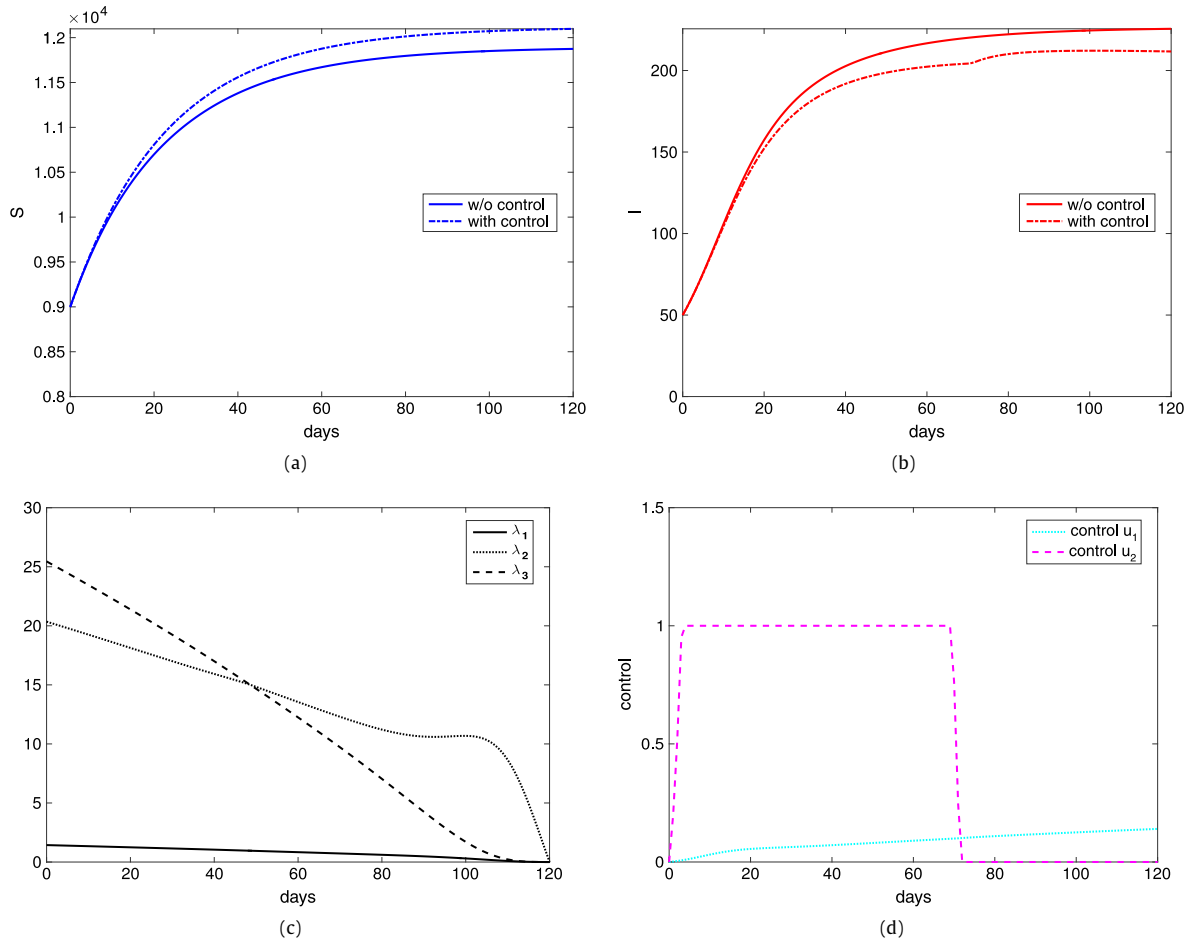 ×10⁴
1.2
1.15
1.1
1.05
1
0.95
0.9
0.85
0.8
S
w/o control
with control
0 20 40 60 80 100 120
days
(a)
200
150
100
50
0
I
w/o control
with control
0 20 40 60 80 100 120
days
(b)
30
25
20
15
10
5
0
λ₁
λ₂
λ₃
0 20 40 60 80 100 120
days
(c)
1.5
1
0.5
0
control
control u₁
control u₂
0 20 40 60 80 100 120
days
(d)